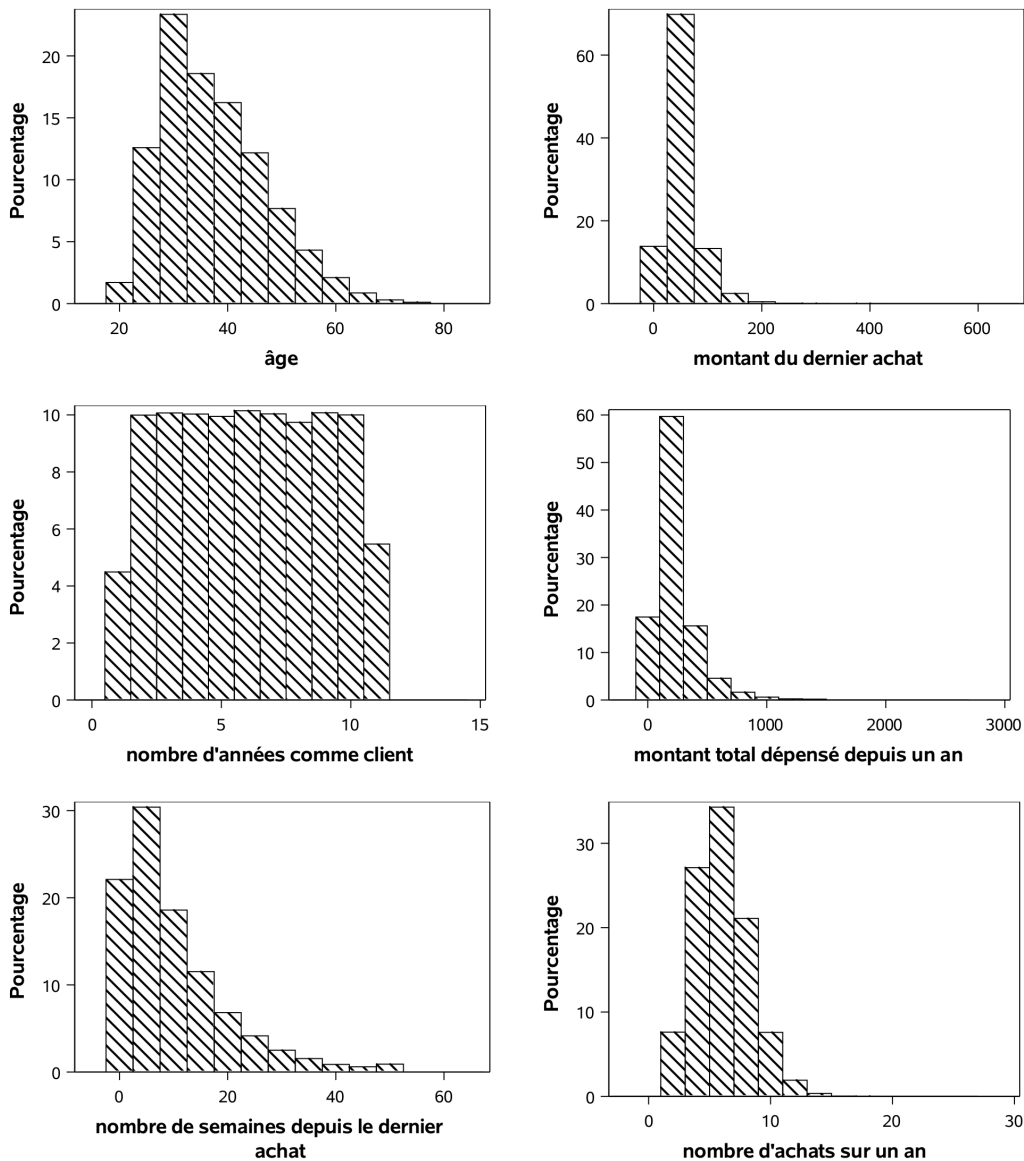 Pourcentage
20
15
10
5
0
20 40 60 80
âge
Pourcentage
60
40
20
0
0 200 400 600
montant du dernier achat
Pourcentage
10
8
6
4
2
0
0 5 10 15
nombre d'années comme client
Pourcentage
60
50
40
30
20
10
0
0 1000 2000 3000
montant total dépensé depuis un an
Pourcentage
30
20
10
0
0 20 40 60
nombre de semaines depuis le dernier
achat
Pourcentage
30
20
10
0
0 10 20 30
nombre d'achats sur un an